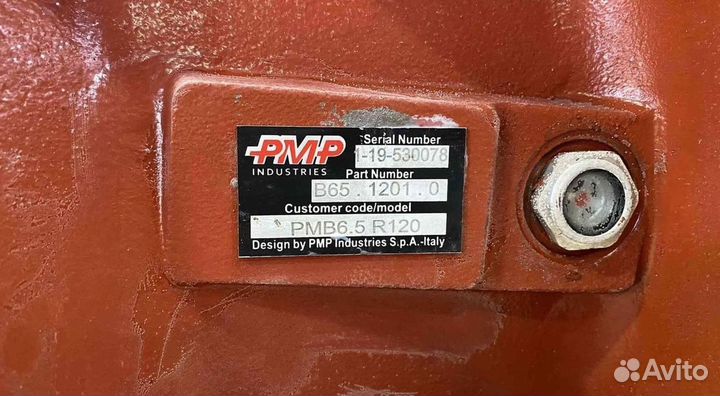 PMP
INDUSTRIES
Serial Number
1-19-530078
Part Number
B65 . 1201 . . 0
Customer code/model
PMB6.5 R120
Design by PMP Industries S.p.A.-Italy
Avito